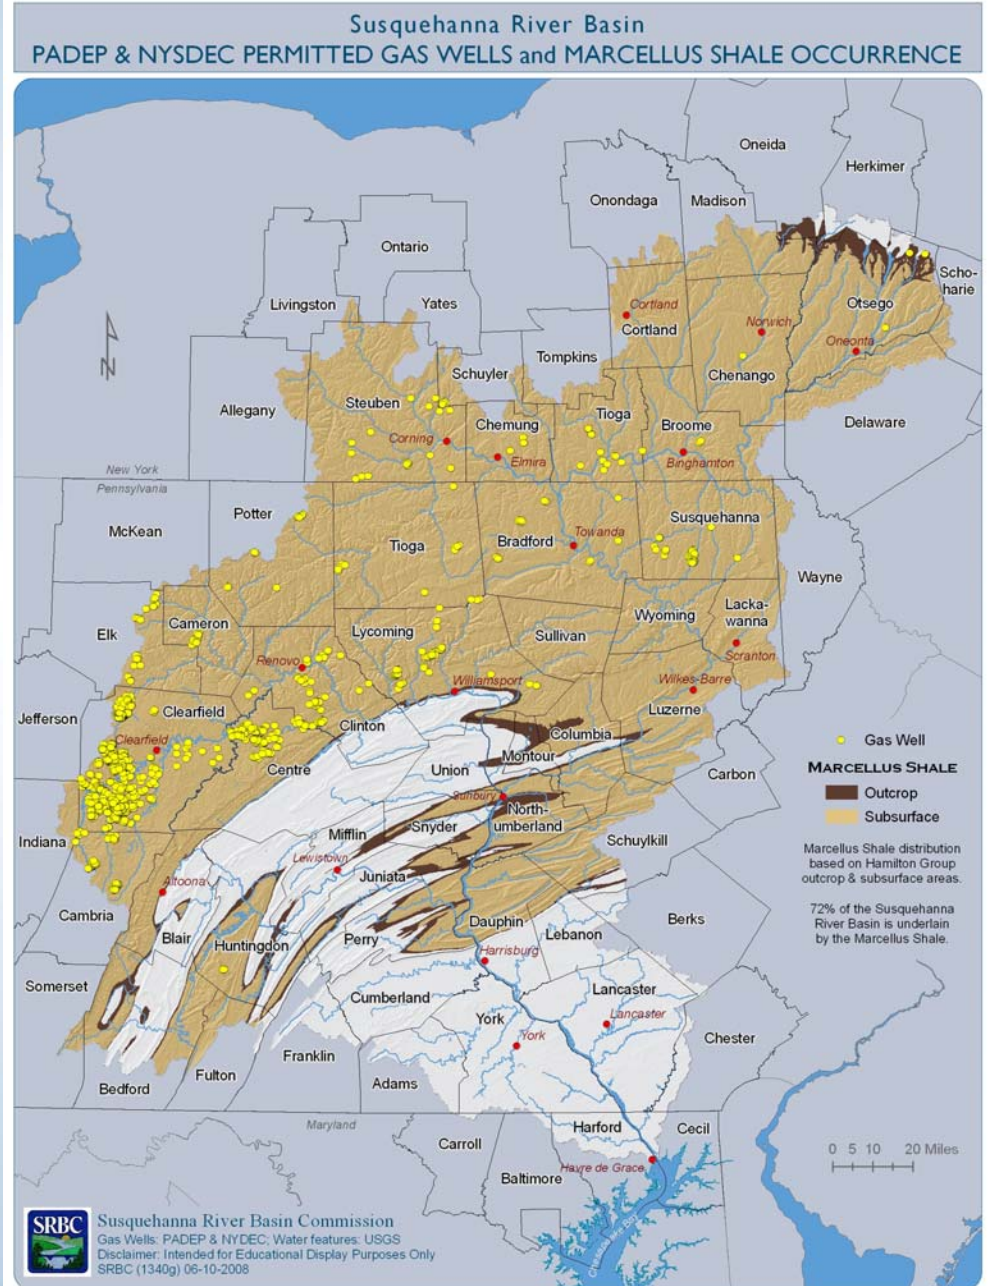 Susquehanna River Basin
PADEP & NYSDEC PERMITTED GAS WELLS and MARCELLUS SHALE OCCURRENCE
Oneida
Herkimer
Onondaga
Madison
Ontario
Scho-
harie
Livingston
Yates
Cortland
Otsego
Cortland
Norwich
Oneonta
Tompkins
Schuyler
Chenango
Steuben
Allegany
Tioga
Chemung
Broome
Delaware
Corning
Elmira
Binghamton
New York
Pennsylvania
Potter
McKean
Susquehanna
Towanda
Tioga
Bradford
Wayne
Lacka-
wanna
Wyoming
Cameron
Elk
Lycoming
Sullivan
Scranton
Renovo
Williamsport
Wilkes-Barre
Jefferson
Clearfield
Luzerne
Clinton
Columbia
Clearfield
Montour
Centre
Union
Carbon
Gas Well
MARCELLUS SHALE
Outcrop
Subsurface
Sunbury
North-
umberland
Snyder
Mifflin
Indiana
Schuylkill
Marcellus Shale distribution
based on Hamilton Group
outcrop & subsurface areas.
Lewistown
Juniata
Altoona
72% of the Susquehanna
River Basin is underlain
by the Marcellus Shale.
Cambria
Dauphin
Berks
Blair
Huntingdon
Perry
Lebanon
Harrisburg
Somerset
Cumberland
Lancaster
York
Lancaster
York
Chester
Franklin
Fulton
Bedford
Adams
Maryland
Harford
Cecil
Carroll
0 5 10 20 Miles
Baltimore
Havre de Grace
Chesapeake Bay
SRBC
Susquehanna River Basin Commission
Gas Wells: PADEP & NYDEC; Water features: USGS
Disclaimer: Intended for Educational Display Purposes Only
SRBC (1340g) 06-10-2008
N